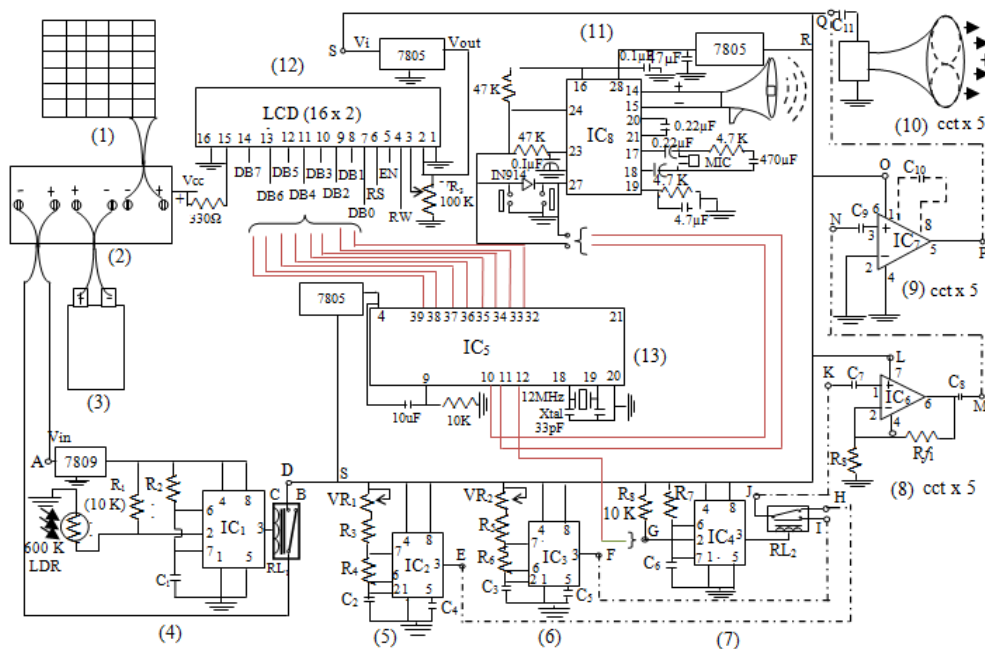 (1)
(2)
(3)
(4)
(5)
(6)
(7)
(8) cct x 5
(9) cct x 5
(10) cct x 5
(11)
(12)
(13)
S Vi 7805 Vout
LCD (16 x 2)
16 15 14 13 12 11 10 9 8 7 6 5 4 3 2 1
DB7 DB5 DB3 DB1 EN
DB6 DB4 DB2 RS RW
DB0
Vcc
330Ω
100 K
- + + - - +
47 K
47 K
0.1µF
IN914
0.1µF 47µF
7805
R
16 28
24
23
27
IC8
14
15
20
21
17
18
19
+
-
0.22µF
0.22µF
4.7 K
MIC
470µF
4.7 K
4.7µF
Q C11
O
C10
N C9 6 1 8
3 + IC7
2 - 5 P
4
L
K C7 7 C8
1 + IC6 6 M
2 - 4
R8 Rf1
7805
4 39 38 37 36 35 34 33 32 21
IC5
9 10 11 12 18 19 20
10uF 10K
12MHz
Xtal
33pF
A Vin
7809
R1
(10 K)
R2
600 K
LDR
4 8
6
2 IC1 3
7
1 5
C1
C D B
RL1
S
VR1
R3
R4
C2
4 8
7
6 IC2 3
2 1 5
C4
E
VR2
R5
R6
C3
4 8
7
6 IC3 3
2 1 5
C5
F
R8
10 K
R7
G
C6
4 8
6
2 IC4 3
7
1 5
J
H
I
RL2